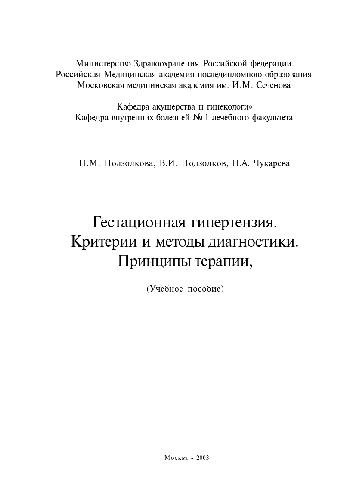 Министерство Здравоохранения Российской федерации
Российская Медицинская академия последипломного образования
Московская медицинская академия им. И.М. Сеченова
Кафедра акушерства и гинекологи»
Кафедра внутренних болезней № 1 лечебного факультета
Н.М. Подзолкова, В.И. Подзолков, Н.А. Чукарева
Гестационная гипертензия.
Критерии и методы диагностики.
Принципы терапии,
(Учебное пособие)
Москва - 2003